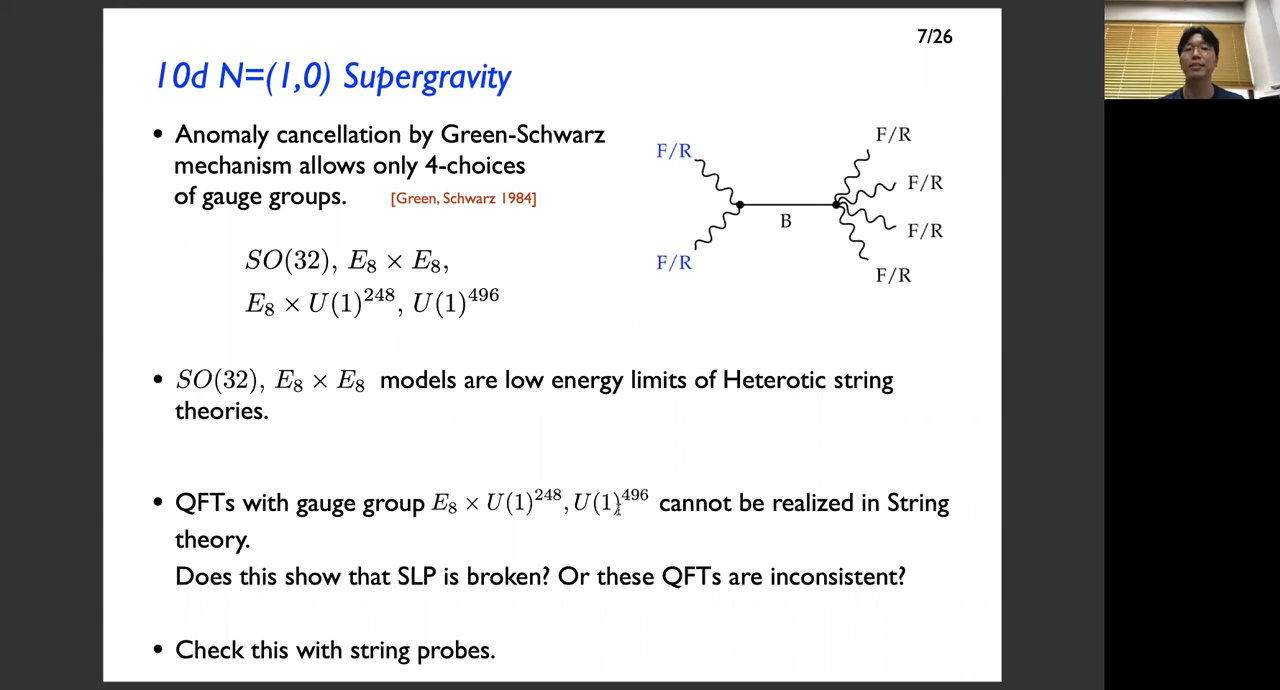 7/26
10d N=(1,0) Supergravity
• Anomaly cancellation by Green-Schwarz
mechanism allows only 4-choices
of gauge groups. [Green, Schwarz 1984]
SO(32), E₈ × E₈,
E₈ × U(1)²⁴⁸, U(1)⁴⁹⁶
F/R
F/R
B
F/R
F/R
F/R
F/R
• SO(32), E₈ × E₈ models are low energy limits of Heterotic string
theories.
• QFTs with gauge group E₈ × U(1)²⁴⁸, U(1)⁴⁹⁶ cannot be realized in String
theory.
Does this show that SLP is broken? Or these QFTs are inconsistent?
• Check this with string probes.